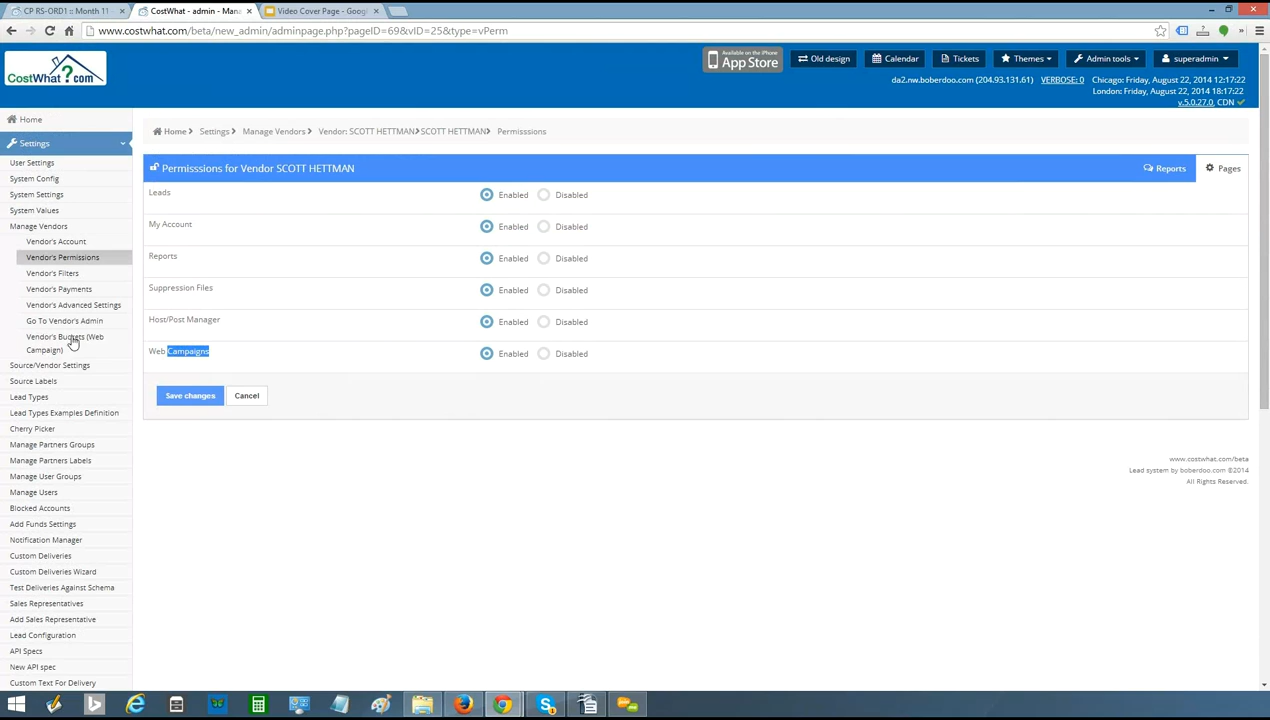 CP RS-ORD1 :: Month 11
CostWhat - admin - Mana
Video Cover Page - Googl
www.costwhat.com/beta/new_admin/adminpage.php?pageID=69&vID=25&type=vPerm
CostWhat?.com
Available on the iPhone
App Store
Old design
Calendar
Tickets
Themes
Admin tools
superadmin
da2.nw.boberdoo.com (204.93.131.61) VERBOSE: 0 Chicago: Friday, August 22, 2014 12:17:22
London: Friday, August 22, 2014 18:17:22
v.5.0.27.0, CDN
Home
Settings
User Settings
System Config
System Settings
System Values
Manage Vendors
Vendor's Account
Vendor's Permissions
Vendor's Filters
Vendor's Payments
Vendor's Advanced Settings
Go To Vendor's Admin
Vendor's Budgets (Web
Campaign)
Source/Vendor Settings
Source Labels
Lead Types
Lead Types Examples Definition
Cherry Picker
Manage Partners Groups
Manage Partners Labels
Manage User Groups
Manage Users
Blocked Accounts
Add Funds Settings
Notification Manager
Custom Deliveries
Custom Deliveries Wizard
Test Deliveries Against Schema
Sales Representatives
Add Sales Representative
Lead Configuration
API Specs
New API spec
Custom Text For Delivery
Home Settings Manage Vendors Vendor: SCOTT HETTMAN SCOTT HETTMAN Permisssions
Permisssions for Vendor SCOTT HETTMAN
Reports
Pages
Leads Enabled Disabled
My Account Enabled Disabled
Reports Enabled Disabled
Suppression Files Enabled Disabled
Host/Post Manager Enabled Disabled
Web Campaigns Enabled Disabled
Save changes
Cancel
www.costwhat.com/beta
Lead system by boberdoo.com ©2014
All Rights Reserved.